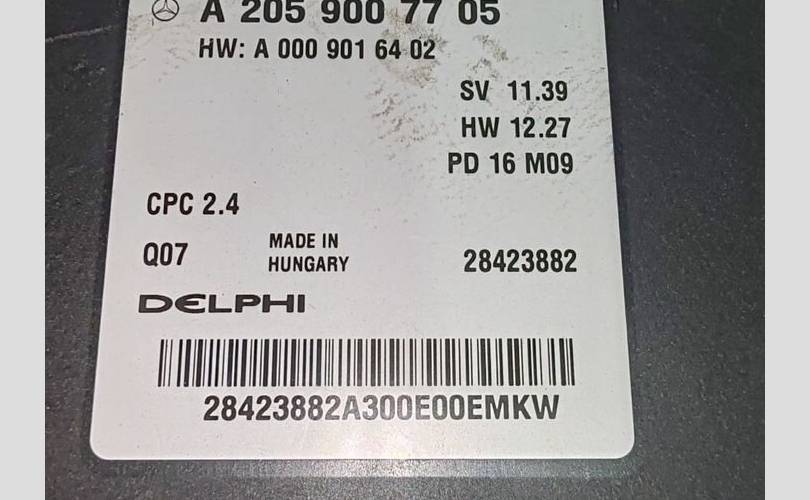 A 205 900 77 05
HW: A 000 901 64 02
SV 11.39
HW 12.27
PD 16 M09
CPC 2.4
Q07
MADE IN
HUNGARY
28423882
DELPHI
28423882A300E00EMKW